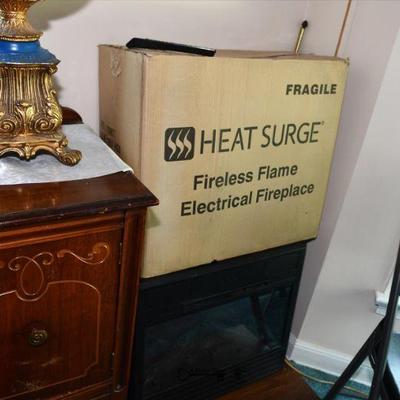 FRAGILE
HEAT SURGE®
Fireless Flame
Electrical Fireplace